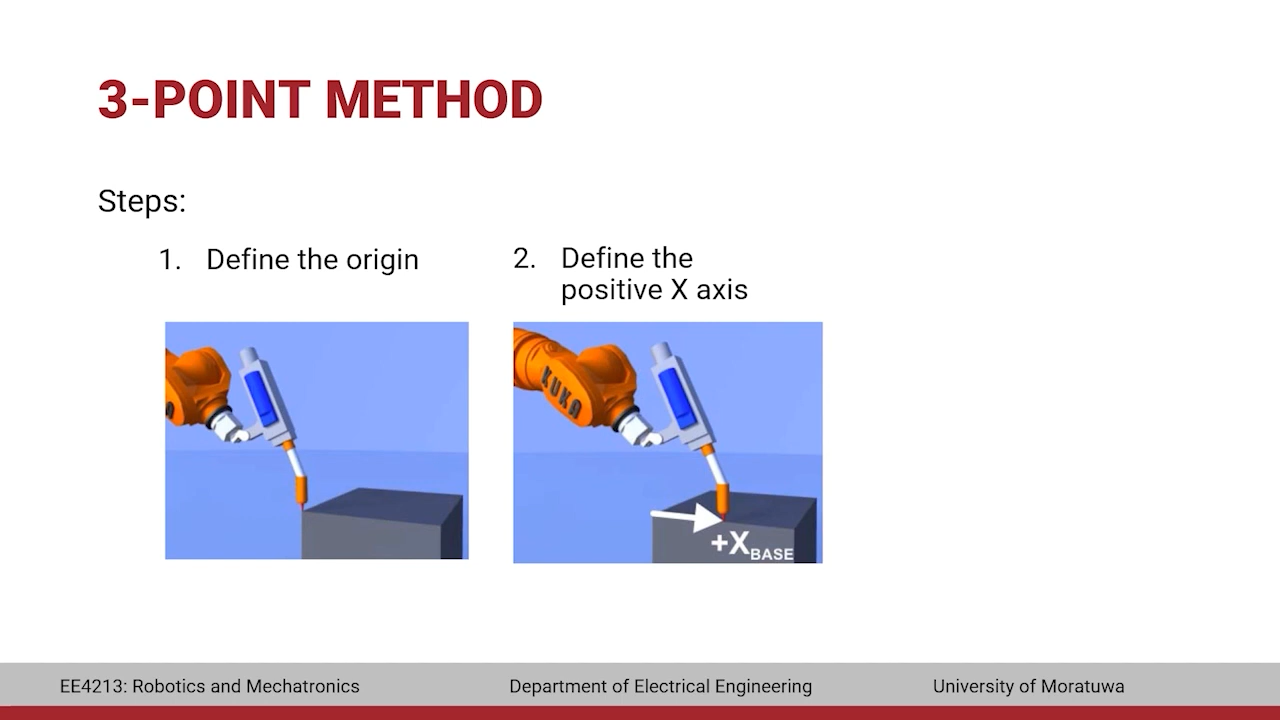 3-POINT METHOD
Steps:
1. Define the origin
2. Define the
positive X axis
KUKA
+XBASE
EE4213: Robotics and Mechatronics
Department of Electrical Engineering
University of Moratuwa